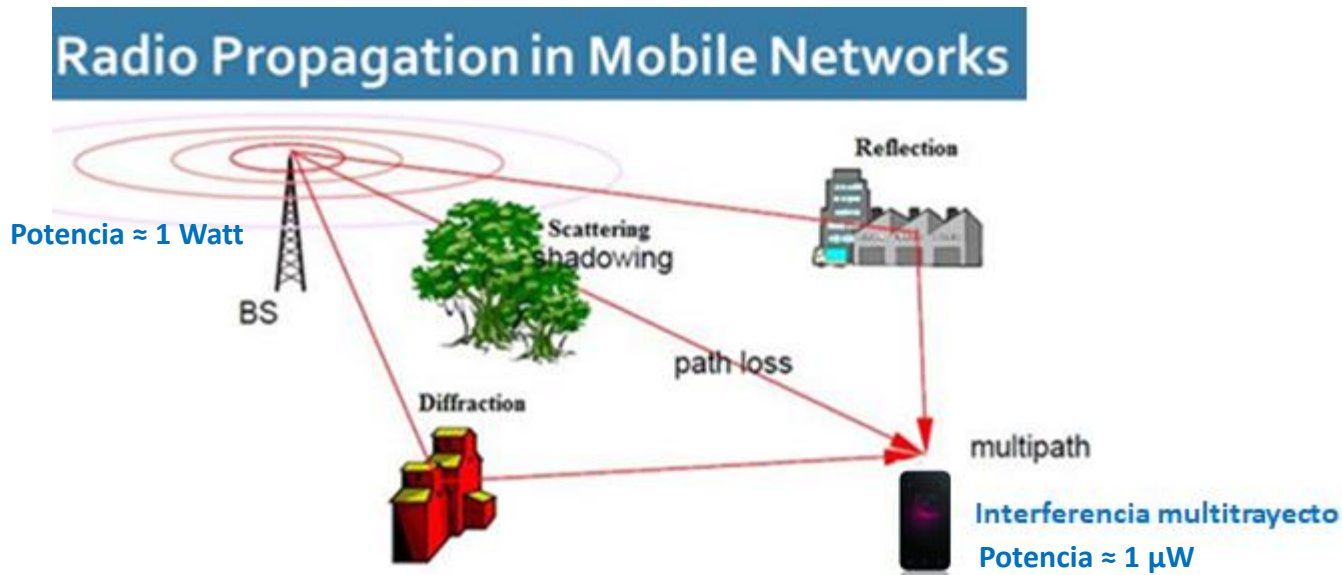 Radio Propagation in Mobile Networks
Reflection
Potencia ≈ 1 Watt
Scattering
shadowing
BS
path loss
Diffraction
multipath
Interferencia multitrayecto
Potencia ≈ 1 µW